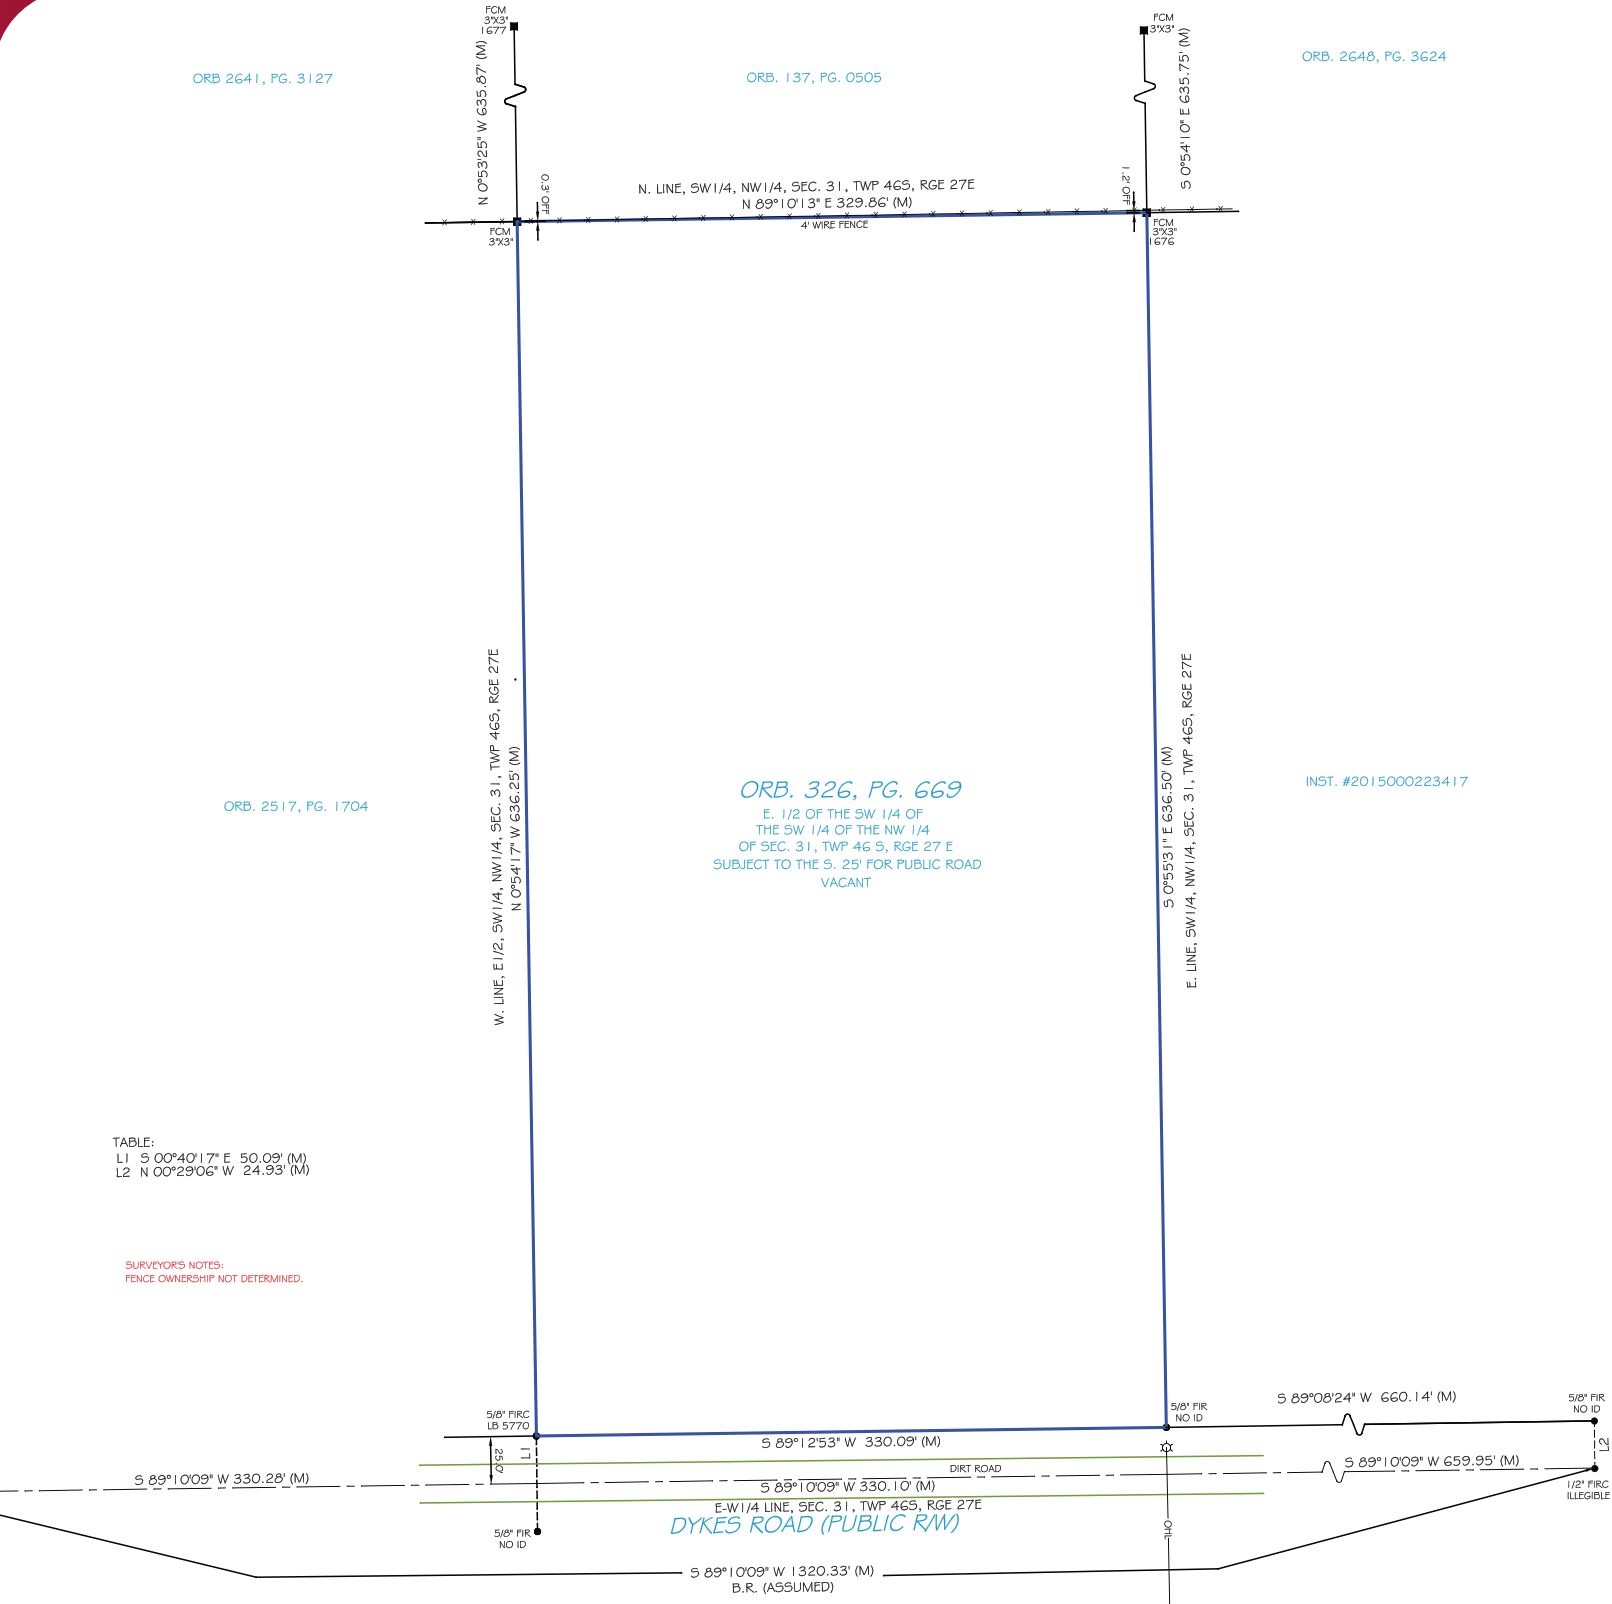 FCM
3"X3"
1677
FCM
3"X3"
N 0°53'25" W 635.87' (M)
S 0°54'10" E 635.75' (M)
ORB 2641, PG. 3127
ORB. 137, PG. 0505
ORB. 2648, PG. 3624
0.3' OFF
1.2' OFF
N. LINE, SW1/4, NW1/4, SEC. 31, TWP 46S, RGE 27E
N 89°10'13" E 329.86' (M)
4' WIRE FENCE
FCM
3"X3"
FCM
3"X3"
1676
W. LINE, E1/2, SW1/4, NW1/4, SEC. 31, TWP 46S, RGE 27E
N 0°54'17" W 636.25' (M)
S 0°55'31" E 636.50' (M)
E. LINE, SW1/4, NW1/4, SEC. 31, TWP 46S, RGE 27E
ORB. 2517, PG. 1704
ORB. 326, PG. 669
E. 1/2 OF THE SW 1/4 OF
THE SW 1/4 OF THE NW 1/4
OF SEC. 31, TWP 46 S, RGE 27 E
SUBJECT TO THE S. 25' FOR PUBLIC ROAD
VACANT
INST. #2015000223417
TABLE:
L1 S 00°40'17" E 50.09' (M)
L2 N 00°29'06" W 24.93' (M)
SURVEYOR'S NOTES:
FENCE OWNERSHIP NOT DETERMINED.
5/8" FIRC
LB 5770
5/8" FIR
NO ID
S 89°08'24" W 660.14' (M)
5/8" FIR
NO ID
L1
25.0'
S 89°12'53" W 330.09' (M)
L2
DIRT ROAD
S 89°10'09" W 330.28' (M)
S 89°10'09" W 330.10' (M)
S 89°10'09" W 659.95' (M)
1/2" FIRC
ILLEGIBLE
E-W1/4 LINE, SEC. 31, TWP 46S, RGE 27E
DYKES ROAD (PUBLIC R/W)
5/8" FIR
NO ID
OHL
S 89°10'09" W 1320.33' (M)
B.R. (ASSUMED)